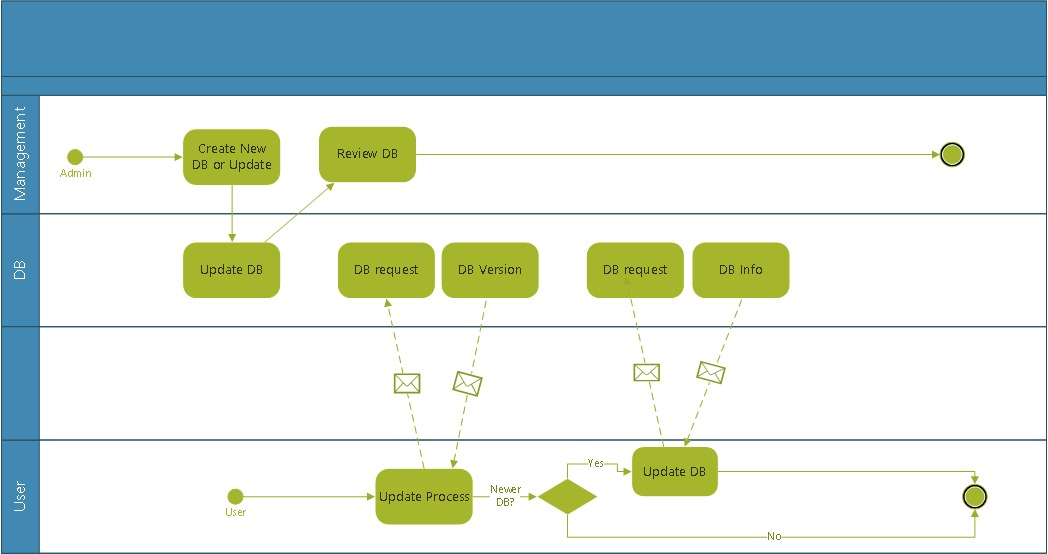 Management
Admin
Create New
DB or Update
Review DB
DB
Update DB
DB request
DB Version
DB request
DB Info
User
User
Update Process
Newer
DB?
Yes
Update DB
No